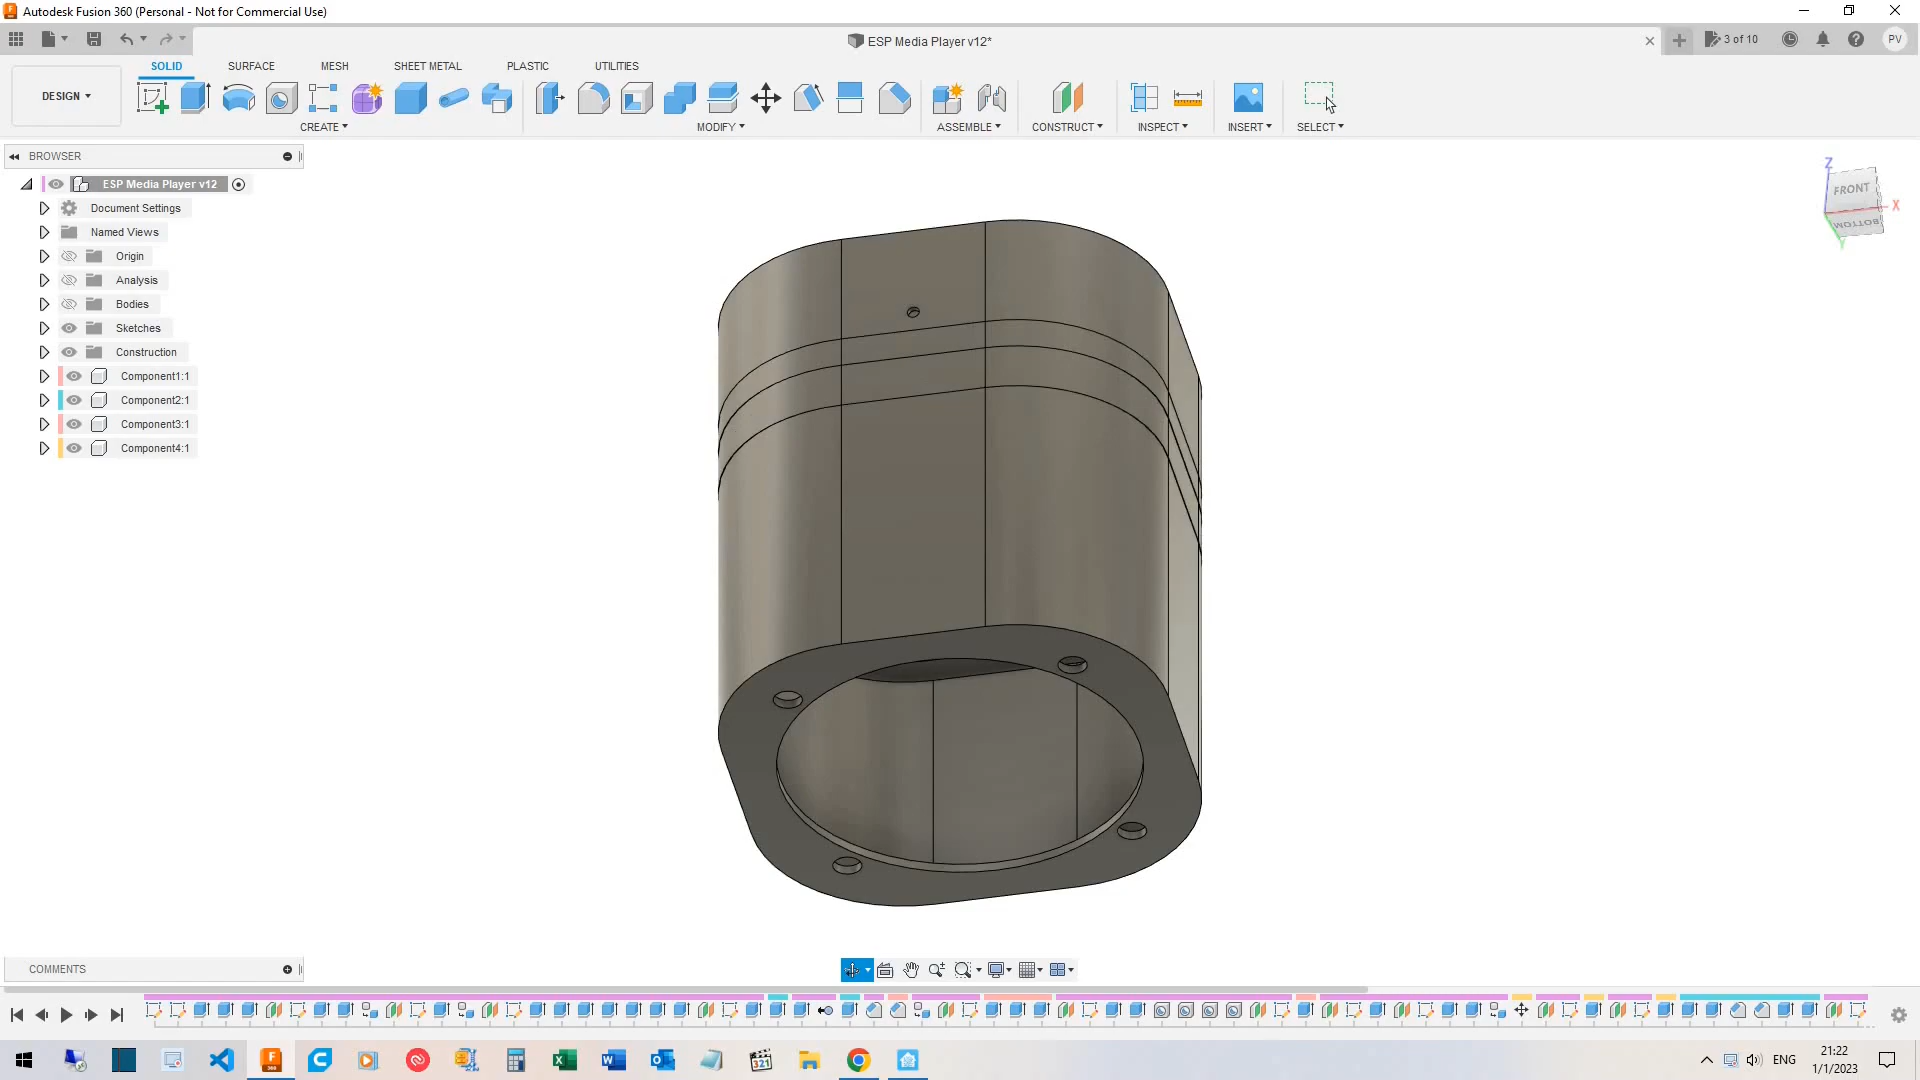 Autodesk Fusion 360 (Personal - Not for Commercial Use)
ESP Media Player v12*
3 of 10
PV
DESIGN
SOLID SURFACE MESH SHEET METAL PLASTIC UTILITIES
CREATE MODIFY ASSEMBLE CONSTRUCT INSPECT INSERT SELECT
BROWSER
ESP Media Player v12
Document Settings
Named Views
Origin
Analysis
Bodies
Sketches
Construction
Component1:1
Component2:1
Component3:1
Component4:1
Z
FRONT
X
BOTTOM
Y
COMMENTS
F
360
321
ENG
21:22
1/1/2023